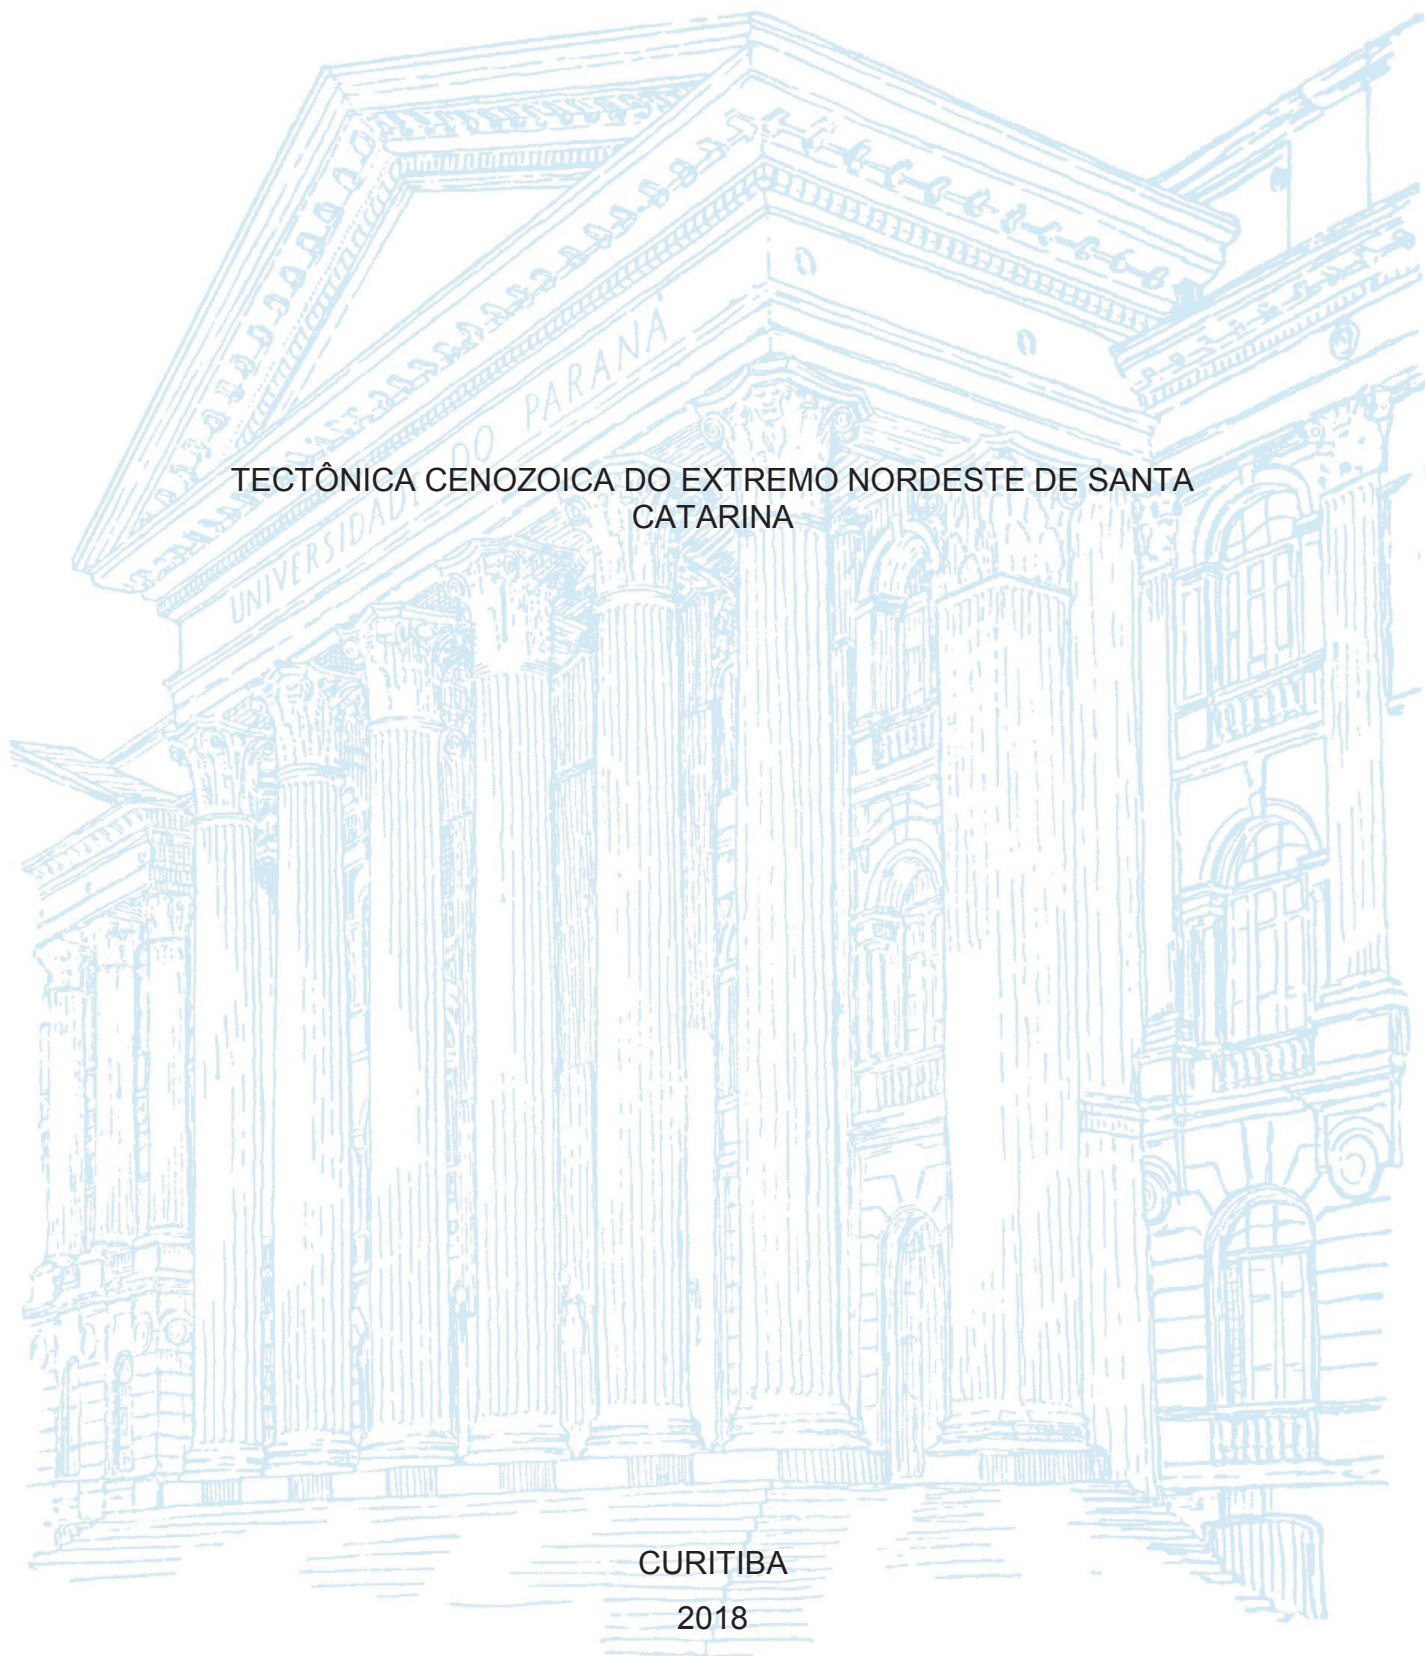 UNIVERSIDADE DO PARANÁ
TECTÔNICA CENOZOICA DO EXTREMO NORDESTE DE SANTA
CATARINA
CURITIBA
2018